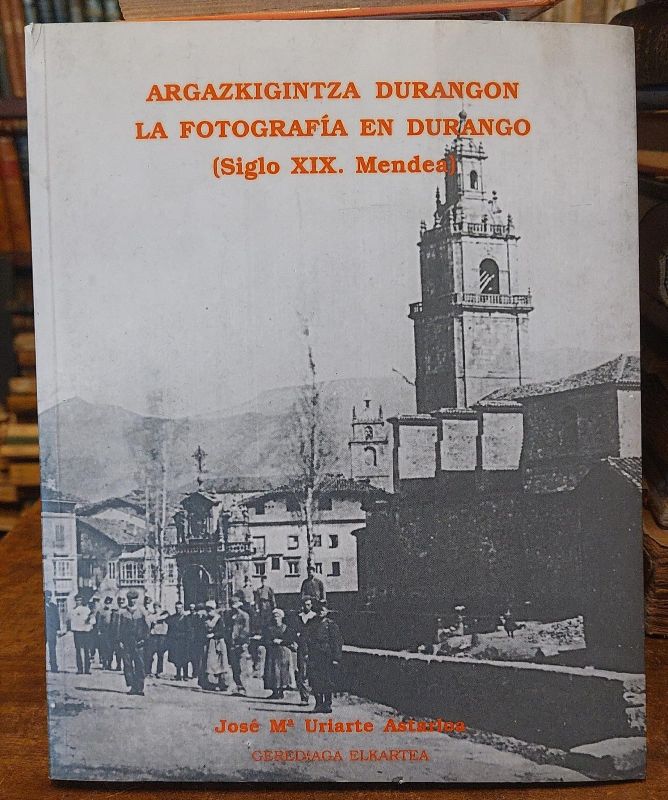 ARGAZKIGINTZA DURANGON
LA FOTOGRAFÍA EN DURANGO
(Siglo XIX. Mendea)
José Mª Uriarte Astarloa
GEREDIAGA ELKARTEA